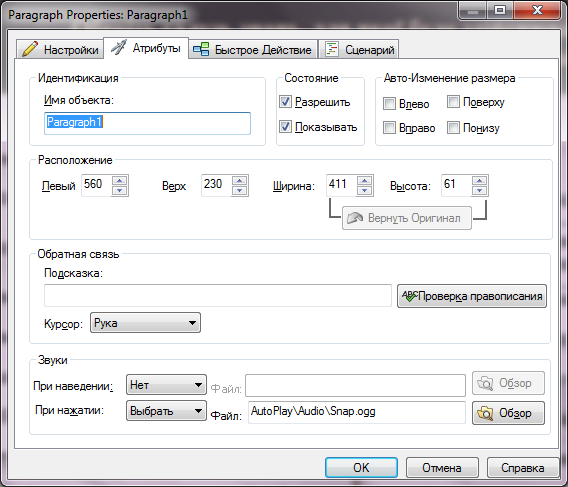 Paragraph Properties: Paragraph1
Настройки Атрибуты Быстрое Действие Сценарий
Идентификация
Имя объекта:
Paragraph1
Состояние
Разрешить
Показывать
Авто-Изменение размера
Влево Поверху
Вправо Понизу
Расположение
Левый 560 Верх 230 Ширина: 411 Высота: 61
Вернуть Оригинал
Обратная связь
Подсказка:
ABC Проверка правописания
Курсор: Рука
Звуки
При наведении: Нет Файл: Обзор
При нажатии: Выбрать Файл: AutoPlay\Audio\Snap.ogg Обзор
OK Отмена Справка